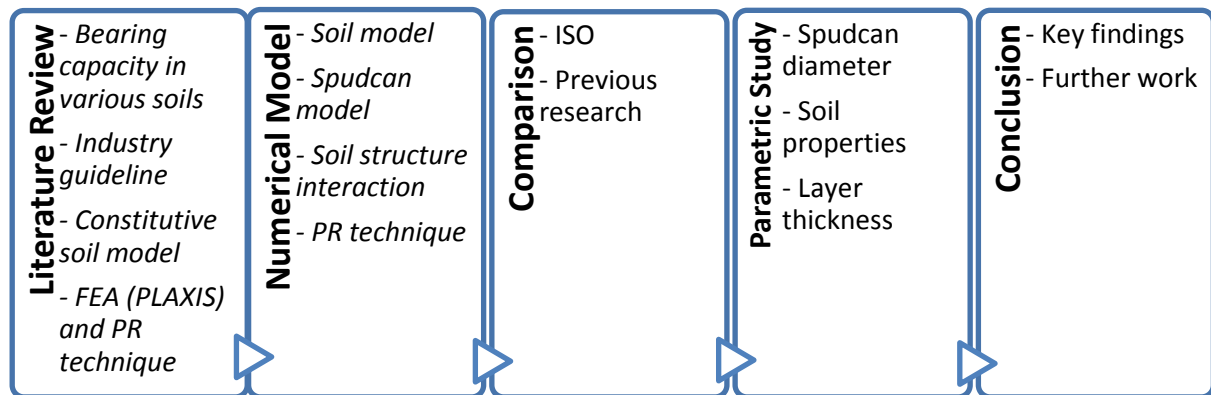 Literature Review
- Bearing
capacity in
various soils
- Industry
guideline
- Constitutive
soil model
- FEA (PLAXIS)
and PR
technique
Numerical Model
- Soil model
- Spudcan
model
- Soil structure
interaction
- PR technique
Comparison
- ISO
- Previous
research
Parametric Study
- Spudcan
diameter
- Soil
properties
- Layer
thickness
Conclusion
- Key findings
- Further work